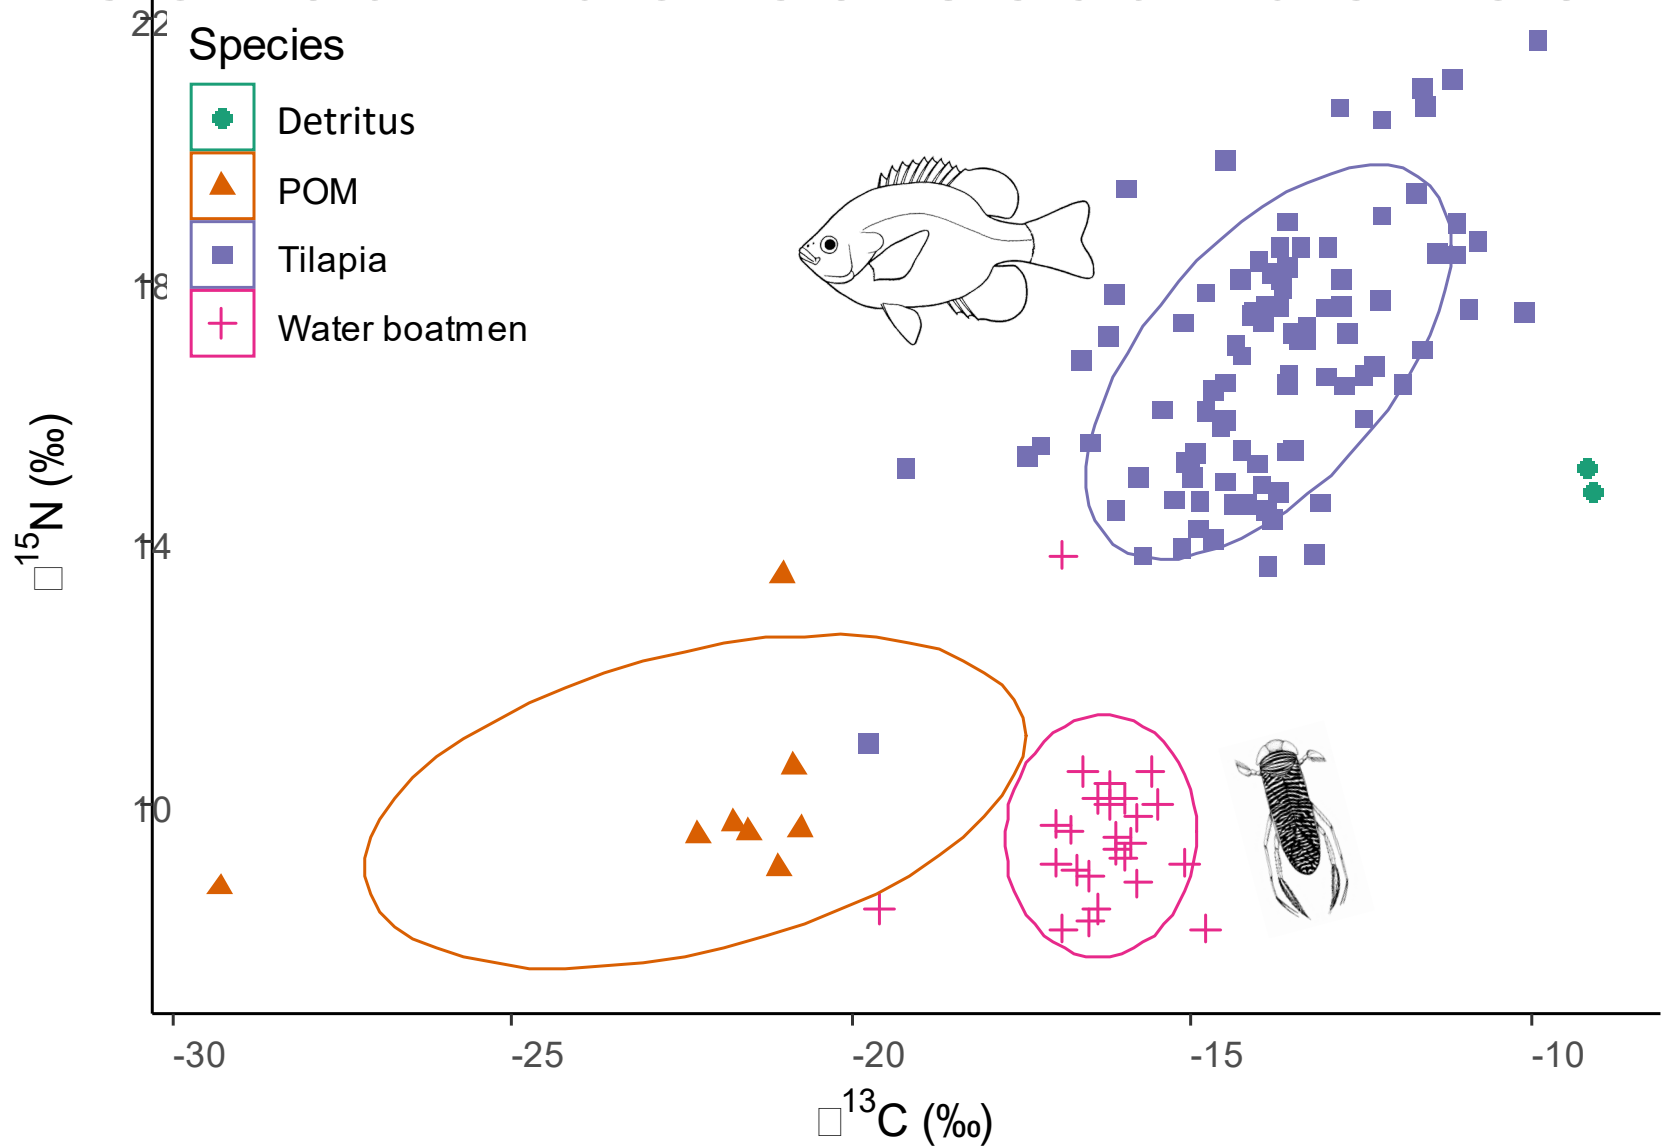 22
Species
Detritus
POM
Tilapia
Water boatmen
18
14
10
□¹⁵N (‰)
-30 -25 -20 -15 -10
□¹³C (‰)